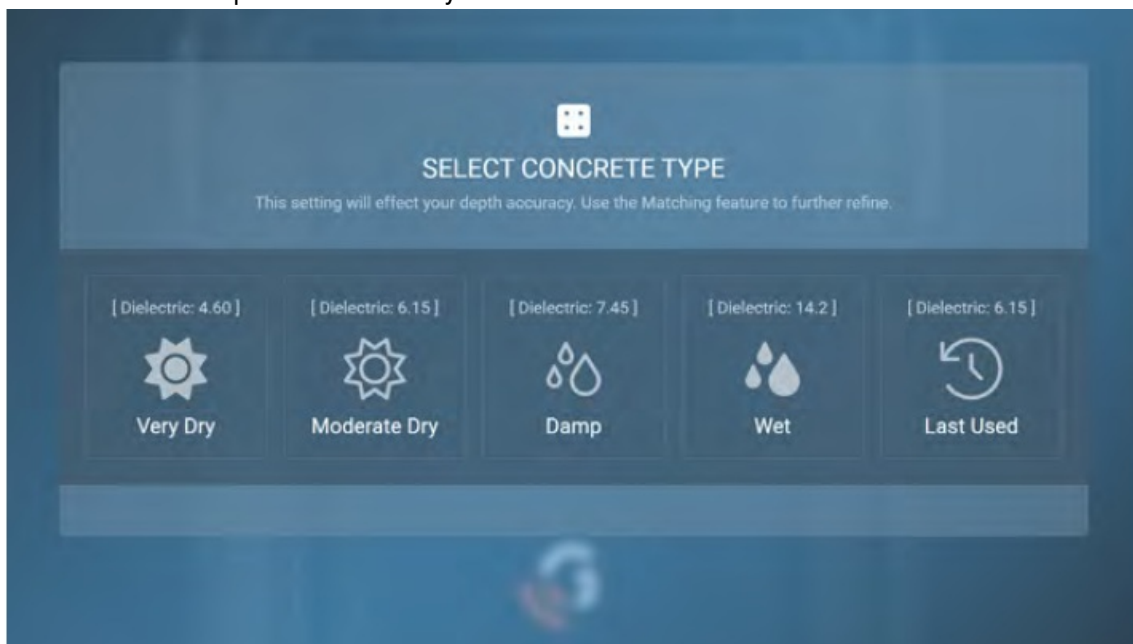 SELECT CONCRETE TYPE
This setting will effect your depth accuracy. Use the Matching feature to further refine.
[ Dielectric: 4.60 ]
Very Dry
[ Dielectric: 6.15 ]
Moderate Dry
[ Dielectric: 7.45 ]
Damp
[ Dielectric: 14.2 ]
Wet
[ Dielectric: 6.15 ]
Last Used